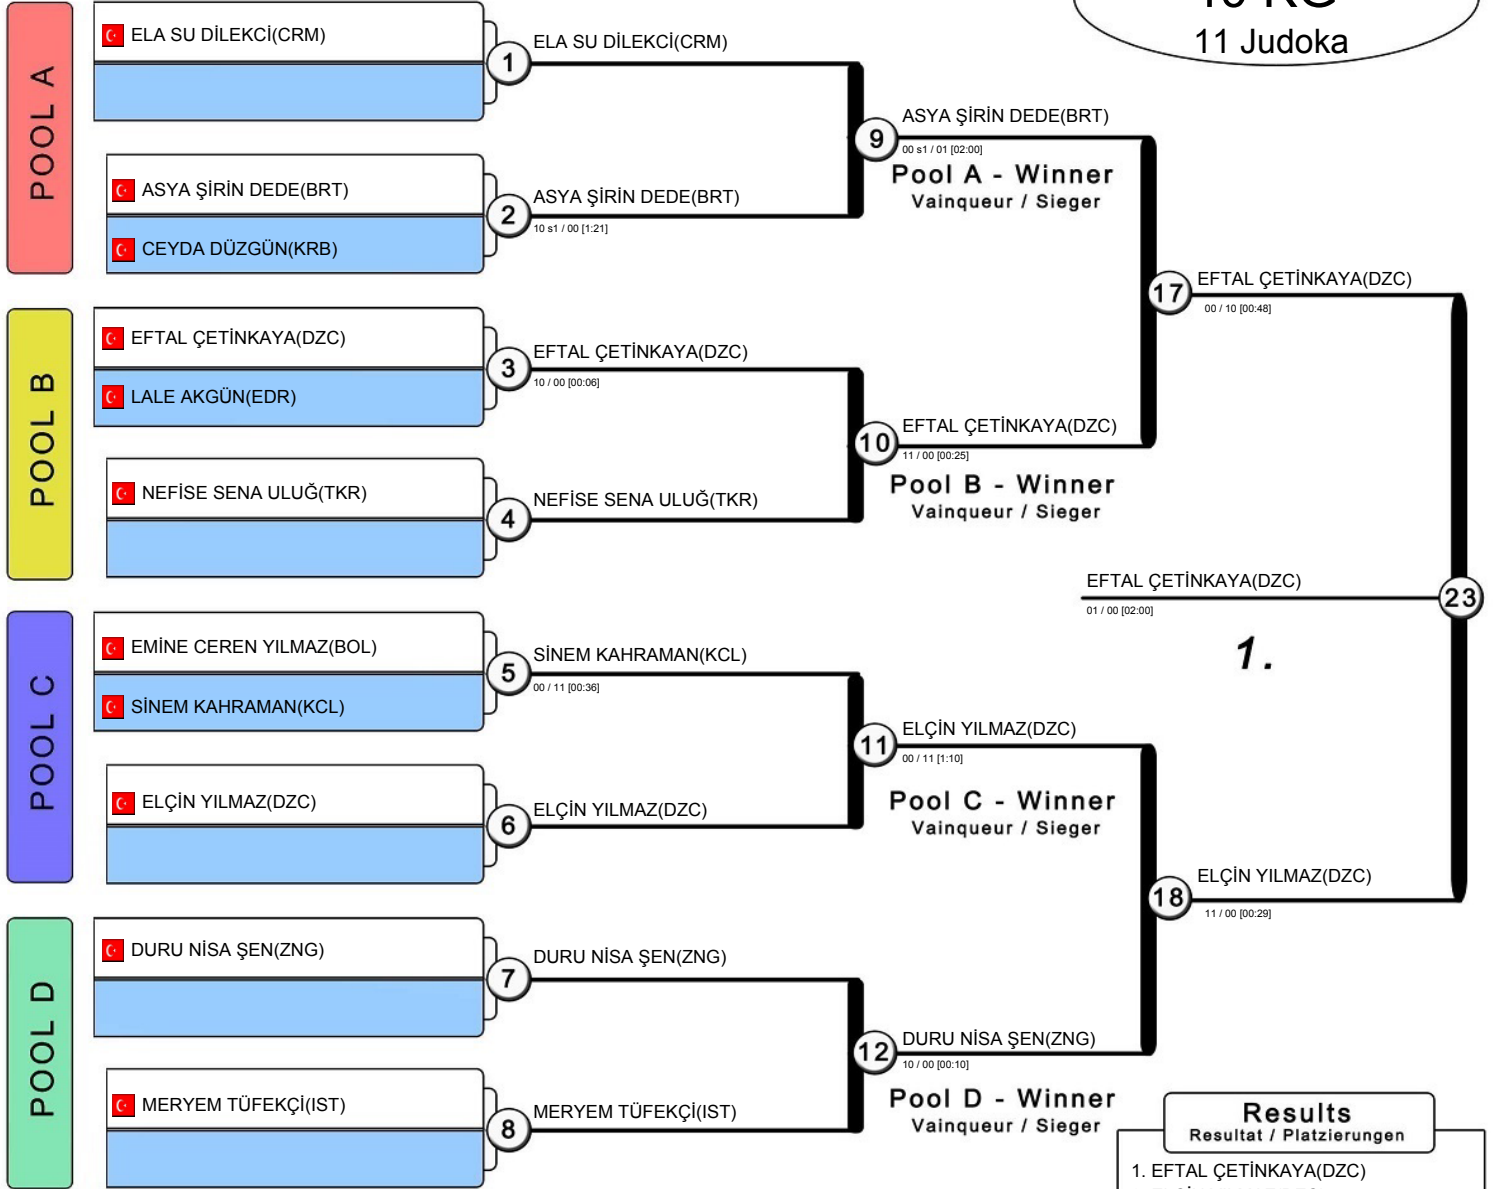 11 Judoka
POOL A
ELA SU DİLEKCİ(CRM)
1
ELA SU DİLEKCİ(CRM)
ASYA ŞİRİN DEDE(BRT)
CEYDA DÜZGÜN(KRB)
2
ASYA ŞİRİN DEDE(BRT)
10 s1 / 00 [1:21]
9
ASYA ŞİRİN DEDE(BRT)
00 s1 / 01 [02:00]
Pool A - Winner
Vainqueur / Sieger
POOL B
EFTAL ÇETİNKAYA(DZC)
LALE AKGÜN(EDR)
3
EFTAL ÇETİNKAYA(DZC)
10 / 00 [00:06]
NEFİSE SENA ULUĞ(TKR)
4
NEFİSE SENA ULUĞ(TKR)
10
EFTAL ÇETİNKAYA(DZC)
11 / 00 [00:25]
Pool B - Winner
Vainqueur / Sieger
17
EFTAL ÇETİNKAYA(DZC)
00 / 10 [00:48]
POOL C
EMİNE CEREN YILMAZ(BOL)
SİNEM KAHRAMAN(KCL)
5
SİNEM KAHRAMAN(KCL)
00 / 11 [00:36]
ELÇİN YILMAZ(DZC)
6
ELÇİN YILMAZ(DZC)
11
ELÇİN YILMAZ(DZC)
00 / 11 [1:10]
Pool C - Winner
Vainqueur / Sieger
POOL D
DURU NİSA ŞEN(ZNG)
7
DURU NİSA ŞEN(ZNG)
MERYEM TÜFEKÇİ(IST)
8
MERYEM TÜFEKÇİ(IST)
12
DURU NİSA ŞEN(ZNG)
10 / 00 [00:10]
Pool D - Winner
Vainqueur / Sieger
18
ELÇİN YILMAZ(DZC)
11 / 00 [00:29]
EFTAL ÇETİNKAYA(DZC)
23
01 / 00 [02:00]
1.
Results
Resultat / Platzierungen
1. EFTAL ÇETİNKAYA(DZC)